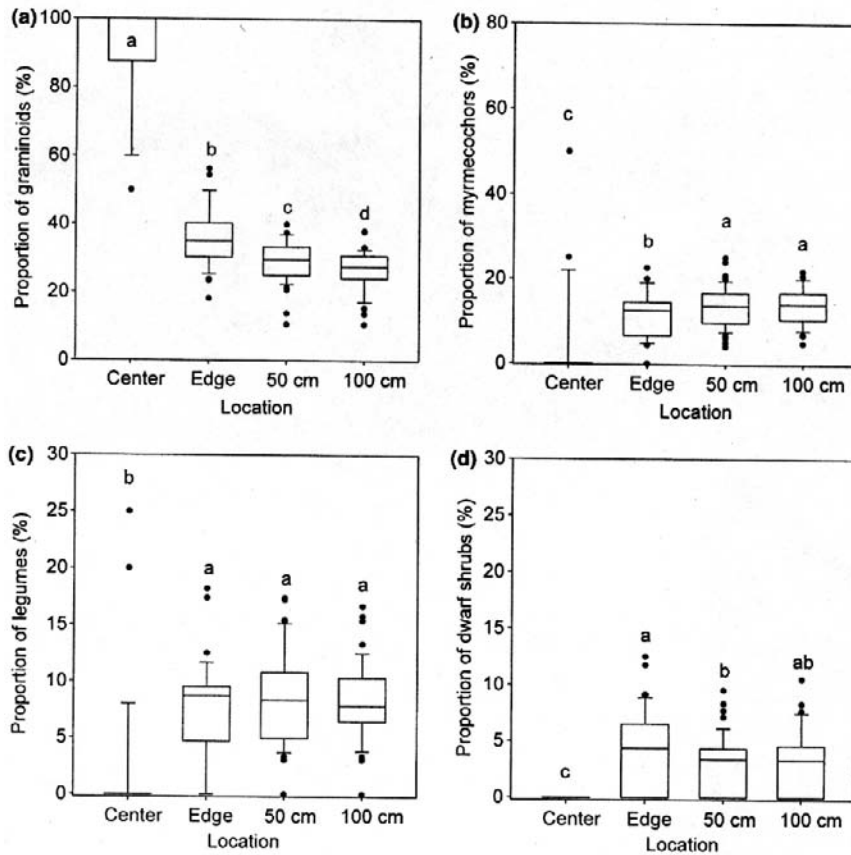 (a)
100
80
60
40
20
0
Proportion of graminoids (%)
a
b
c
d
Center Edge 50 cm 100 cm
Location
(b)
80
60
40
20
0
Proportion of myrmecochors (%)
c
b
a
a
Center Edge 50 cm 100 cm
Location
(c)
30
25
20
15
10
5
0
Proportion of legumes (%)
b
a
a
a
Center Edge 50 cm 100 cm
Location
(d)
30
25
20
15
10
5
0
Proportion of dwarf shrubs (%)
c
a
b
ab
Center Edge 50 cm 100 cm
Location